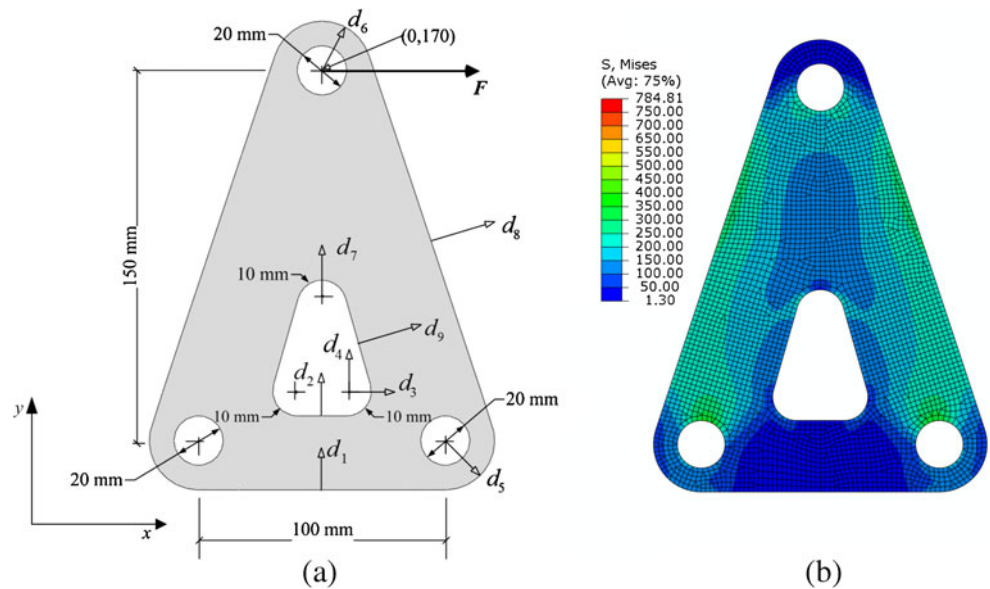 20 mm
d6
(0,170)
F
150 mm
d8
d7
10 mm
d9
d4
d2
d3
10 mm
10 mm
20 mm
y
d1
20 mm
d5
x
100 mm
(a)
S, Mises
(Avg: 75%)
784.81
750.00
700.00
650.00
600.00
550.00
500.00
450.00
400.00
350.00
300.00
250.00
200.00
150.00
100.00
50.00
1.30
(b)